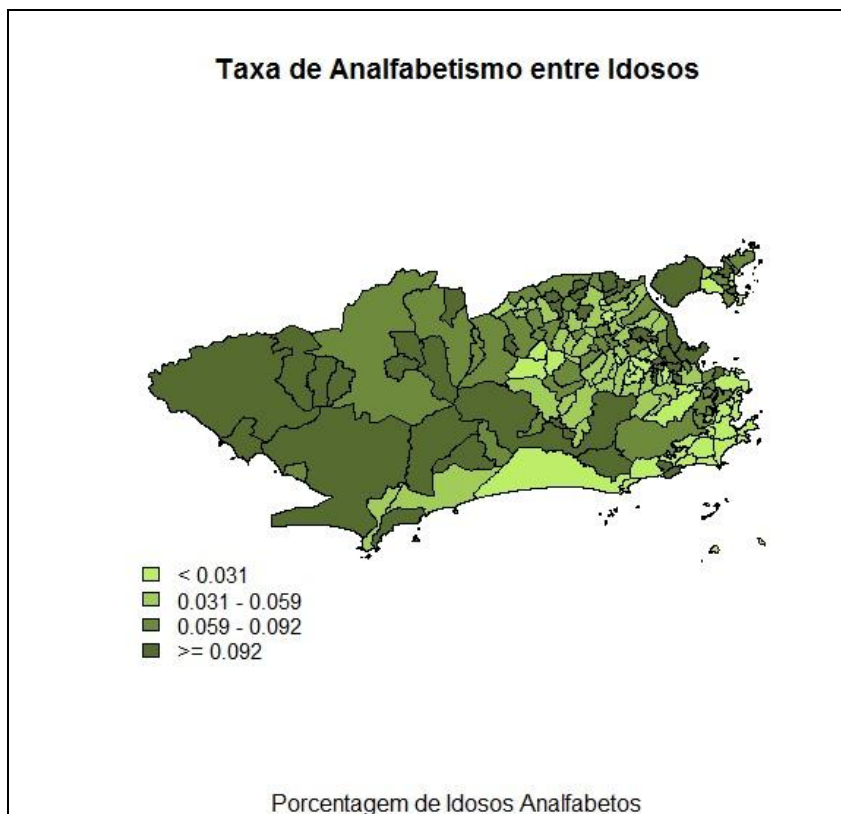 Taxa de Analfabetismo entre Idosos
< 0.031
0.031 - 0.059
0.059 - 0.092
>= 0.092
Porcentagem de Idosos Analfabetos